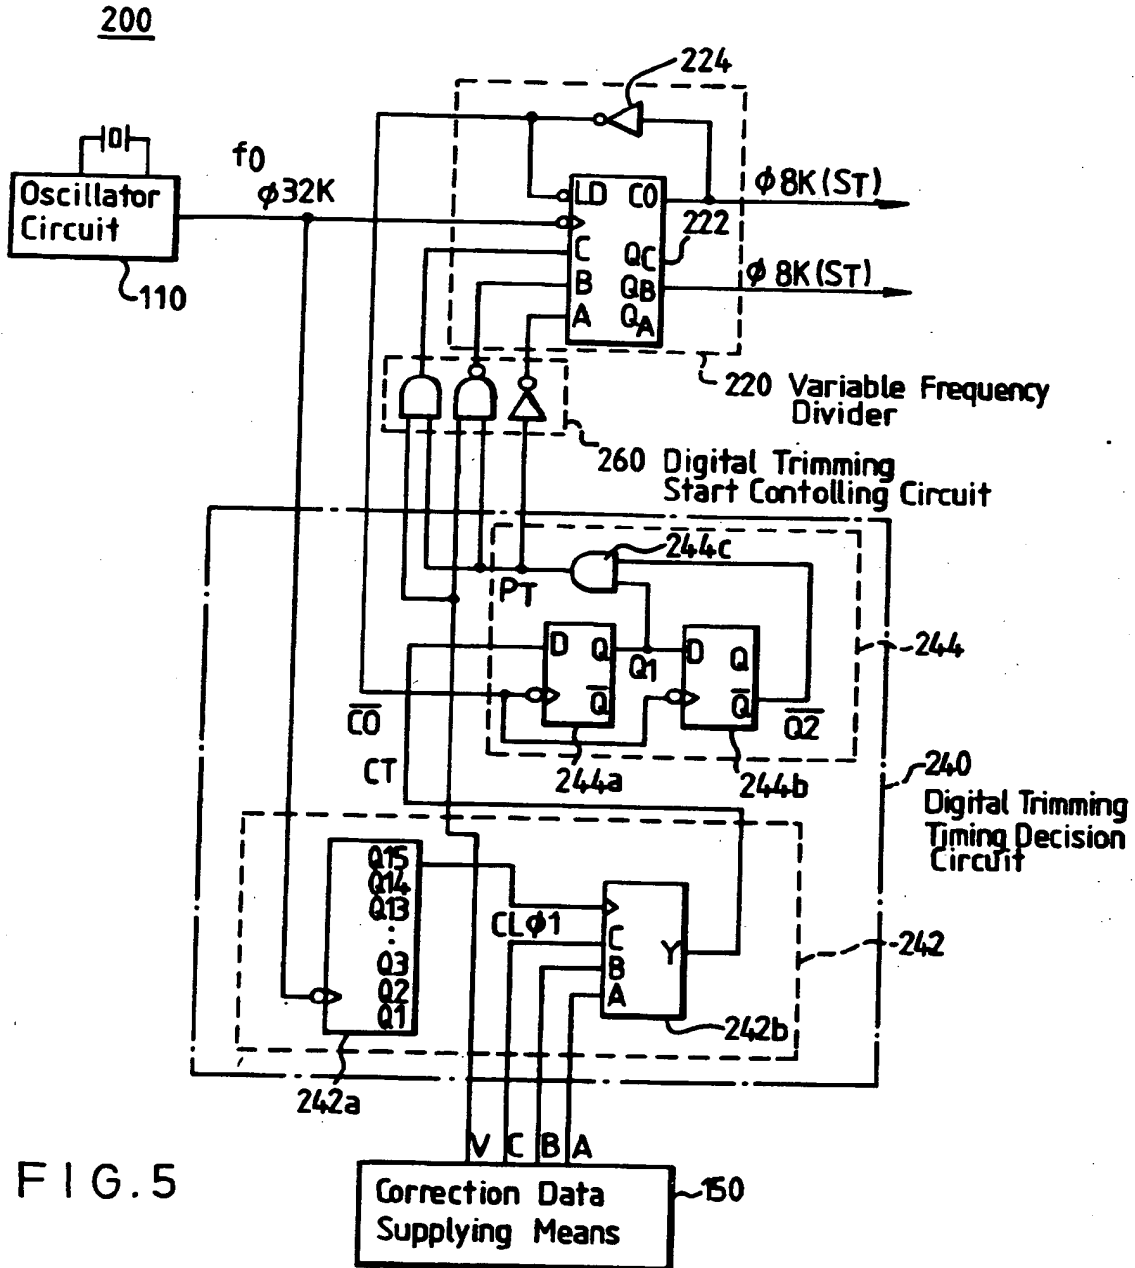 200
224
f0
φ32K
Oscillator
Circuit
110
LD CO
C QC
B QB
A QA
222
φ8K(ST)
φ8K(ST)
220 Variable Frequency
Divider
260 Digital Trimming
Start Contolling Circuit
244c
PT
D Q
Q̅
Q1
D Q
Q̅
C̅O̅
Q̅2̅
244
244a
244b
CT
240
Digital Trimming
Timing Decision
Circuit
Q15
Q14
Q13
⋮
Q3
Q2
Q1
CLφ1
C
B
A
Y
242
242b
242a
V C B A
FIG.5
Correction Data
Supplying Means
150